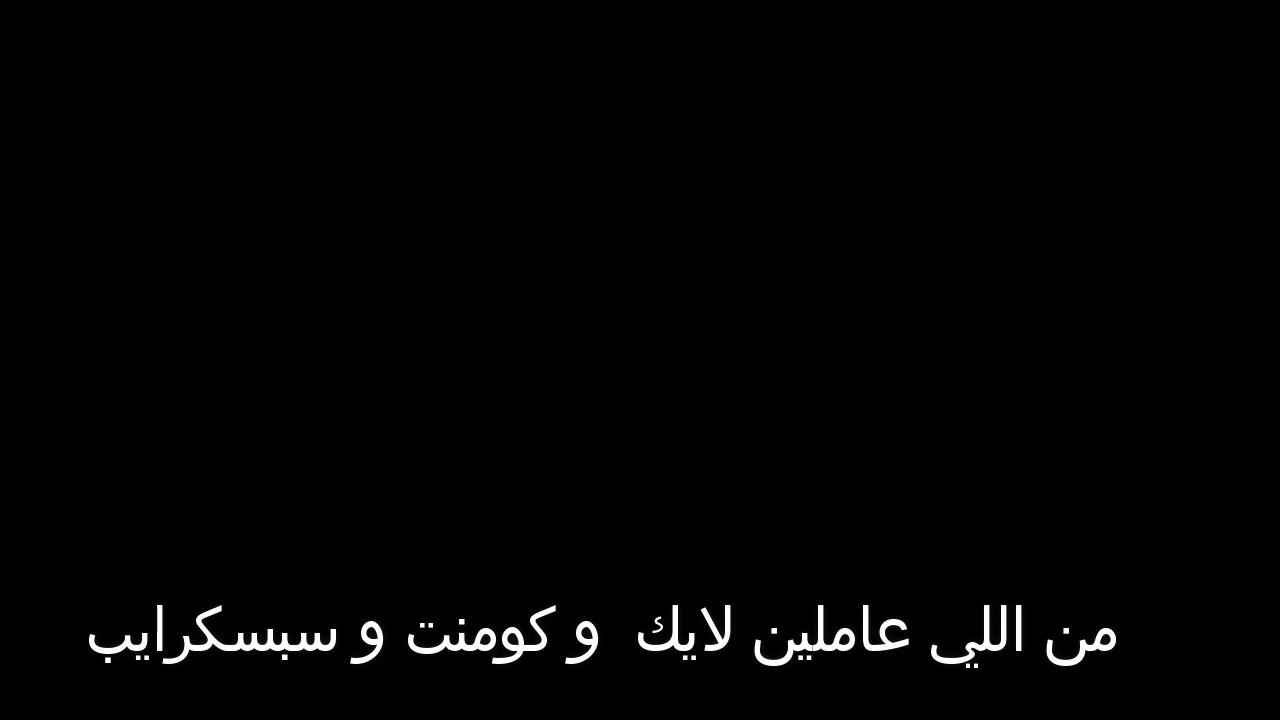 من اللي عاملين لايك و كومنت و سبسكرايب